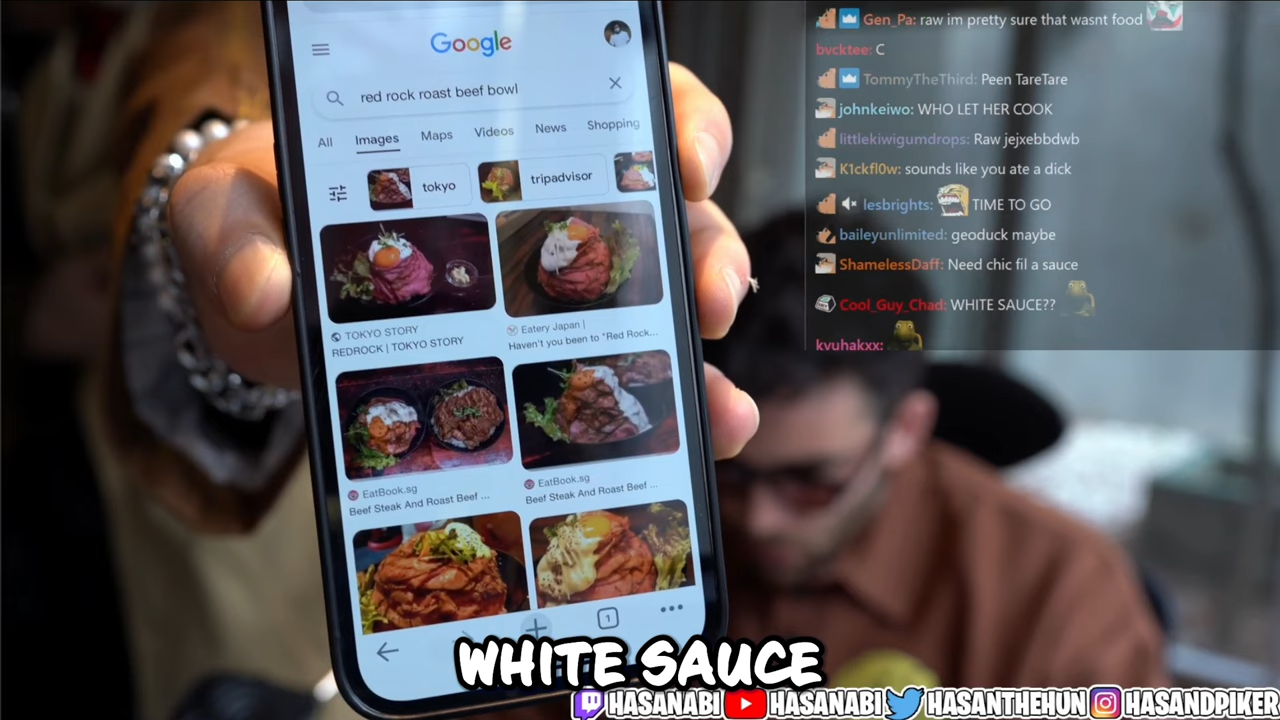 Google
red rock roast beef bowl
All Images Maps Videos News Shopping
tokyo tripadvisor
TOKYO STORY
REDROCK | TOKYO STORY
Eatery Japan |
Haven't you been to "Red Rock...
EatBook.sg
Beef Steak And Roast Beef ...
EatBook.sg
Beef Steak And Roast Beef ...
1
Gen_Pa: raw im pretty sure that wasnt food
bvcktee: C
TommyTheThird: Peen TareTare
johnkeiwo: WHO LET HER COOK
littlekiwigumdrops: Raw jejxebbdwb
K1ckfl0w: sounds like you ate a dick
lesbrights: TIME TO GO
baileyunlimited: geoduck maybe
ShamelessDaff: Need chic fil a sauce
Cool_Guy_Chad: WHITE SAUCE??
kyuhakxx:
WHITE SAUCE
HASANABI HASANABI HASANTHEHUN HASANDPIKER